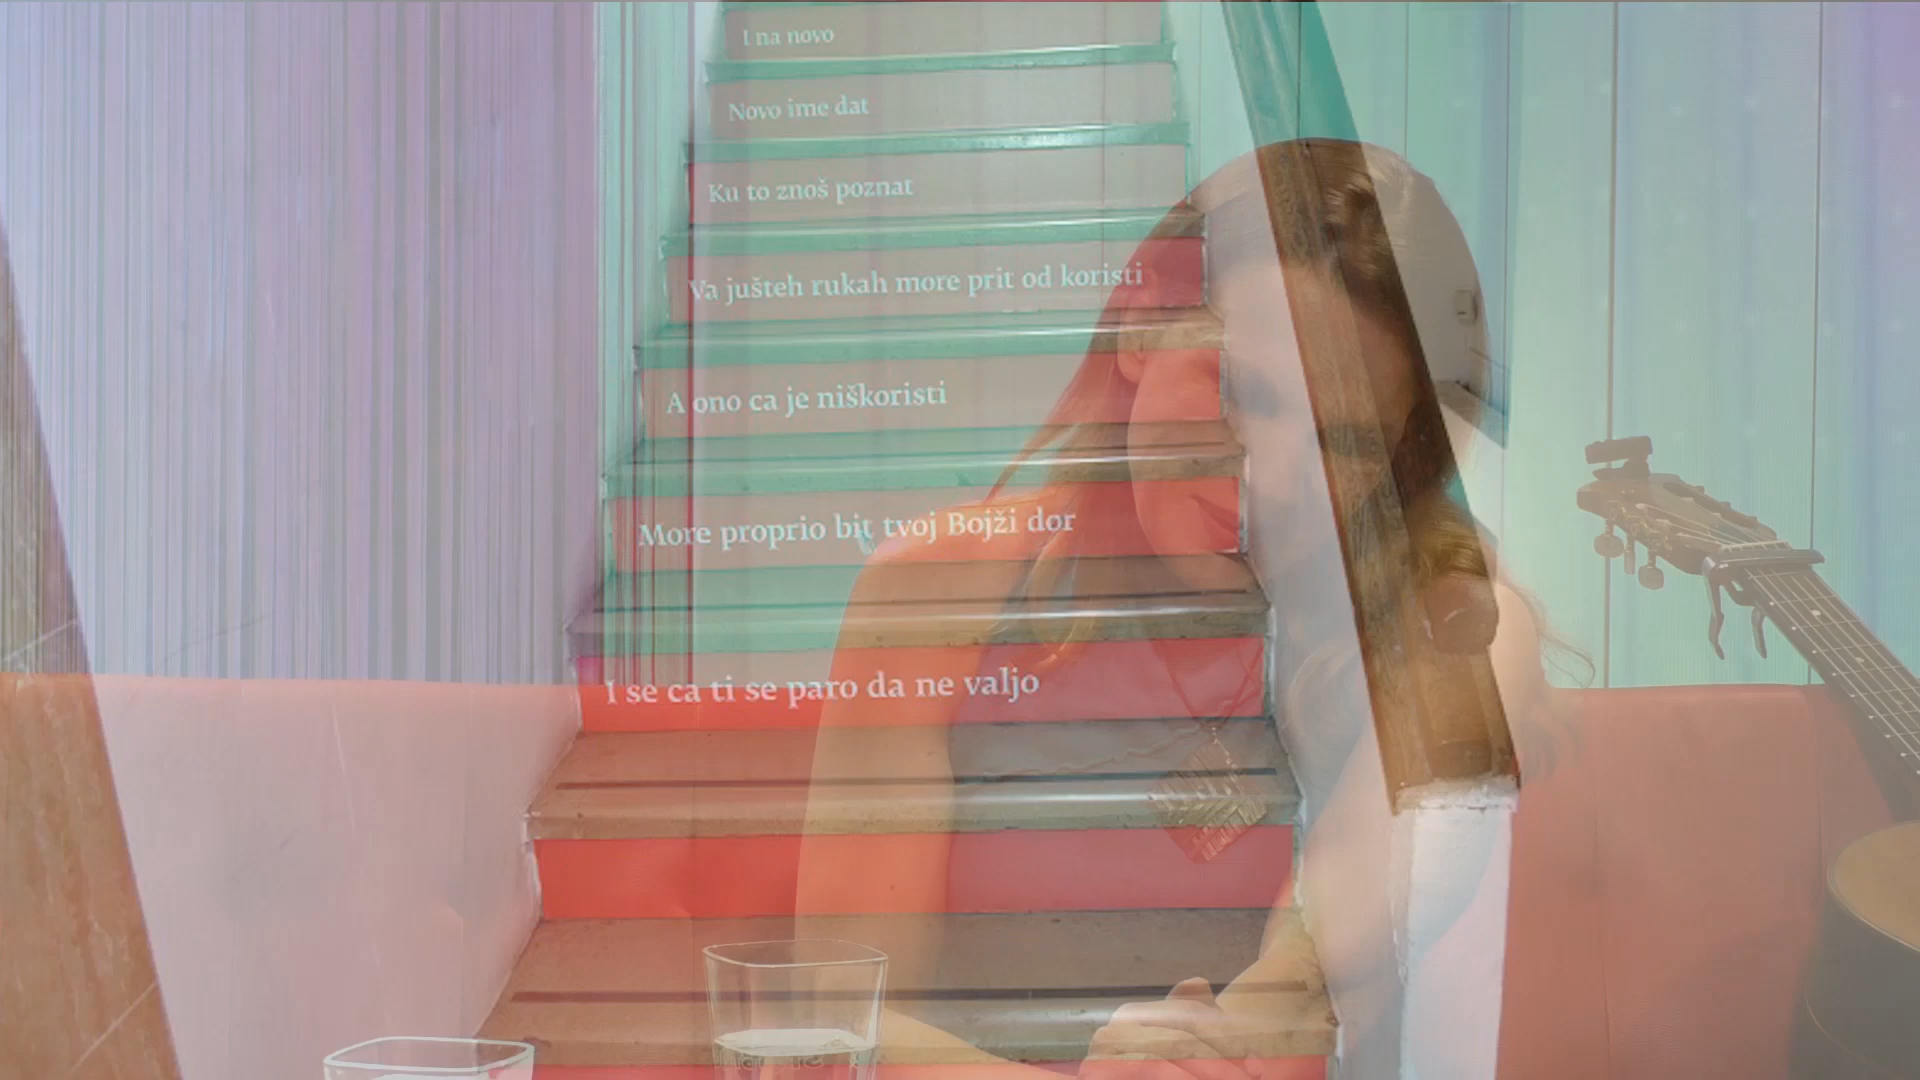 I na novo
Novo ime dat
Ku to znoš poznat
Va jušteh rukah more prit od koristi
A ono ca je niškoristi
More proprio bit tvoj Bojži dor
I se ca ti se paro da ne valjo